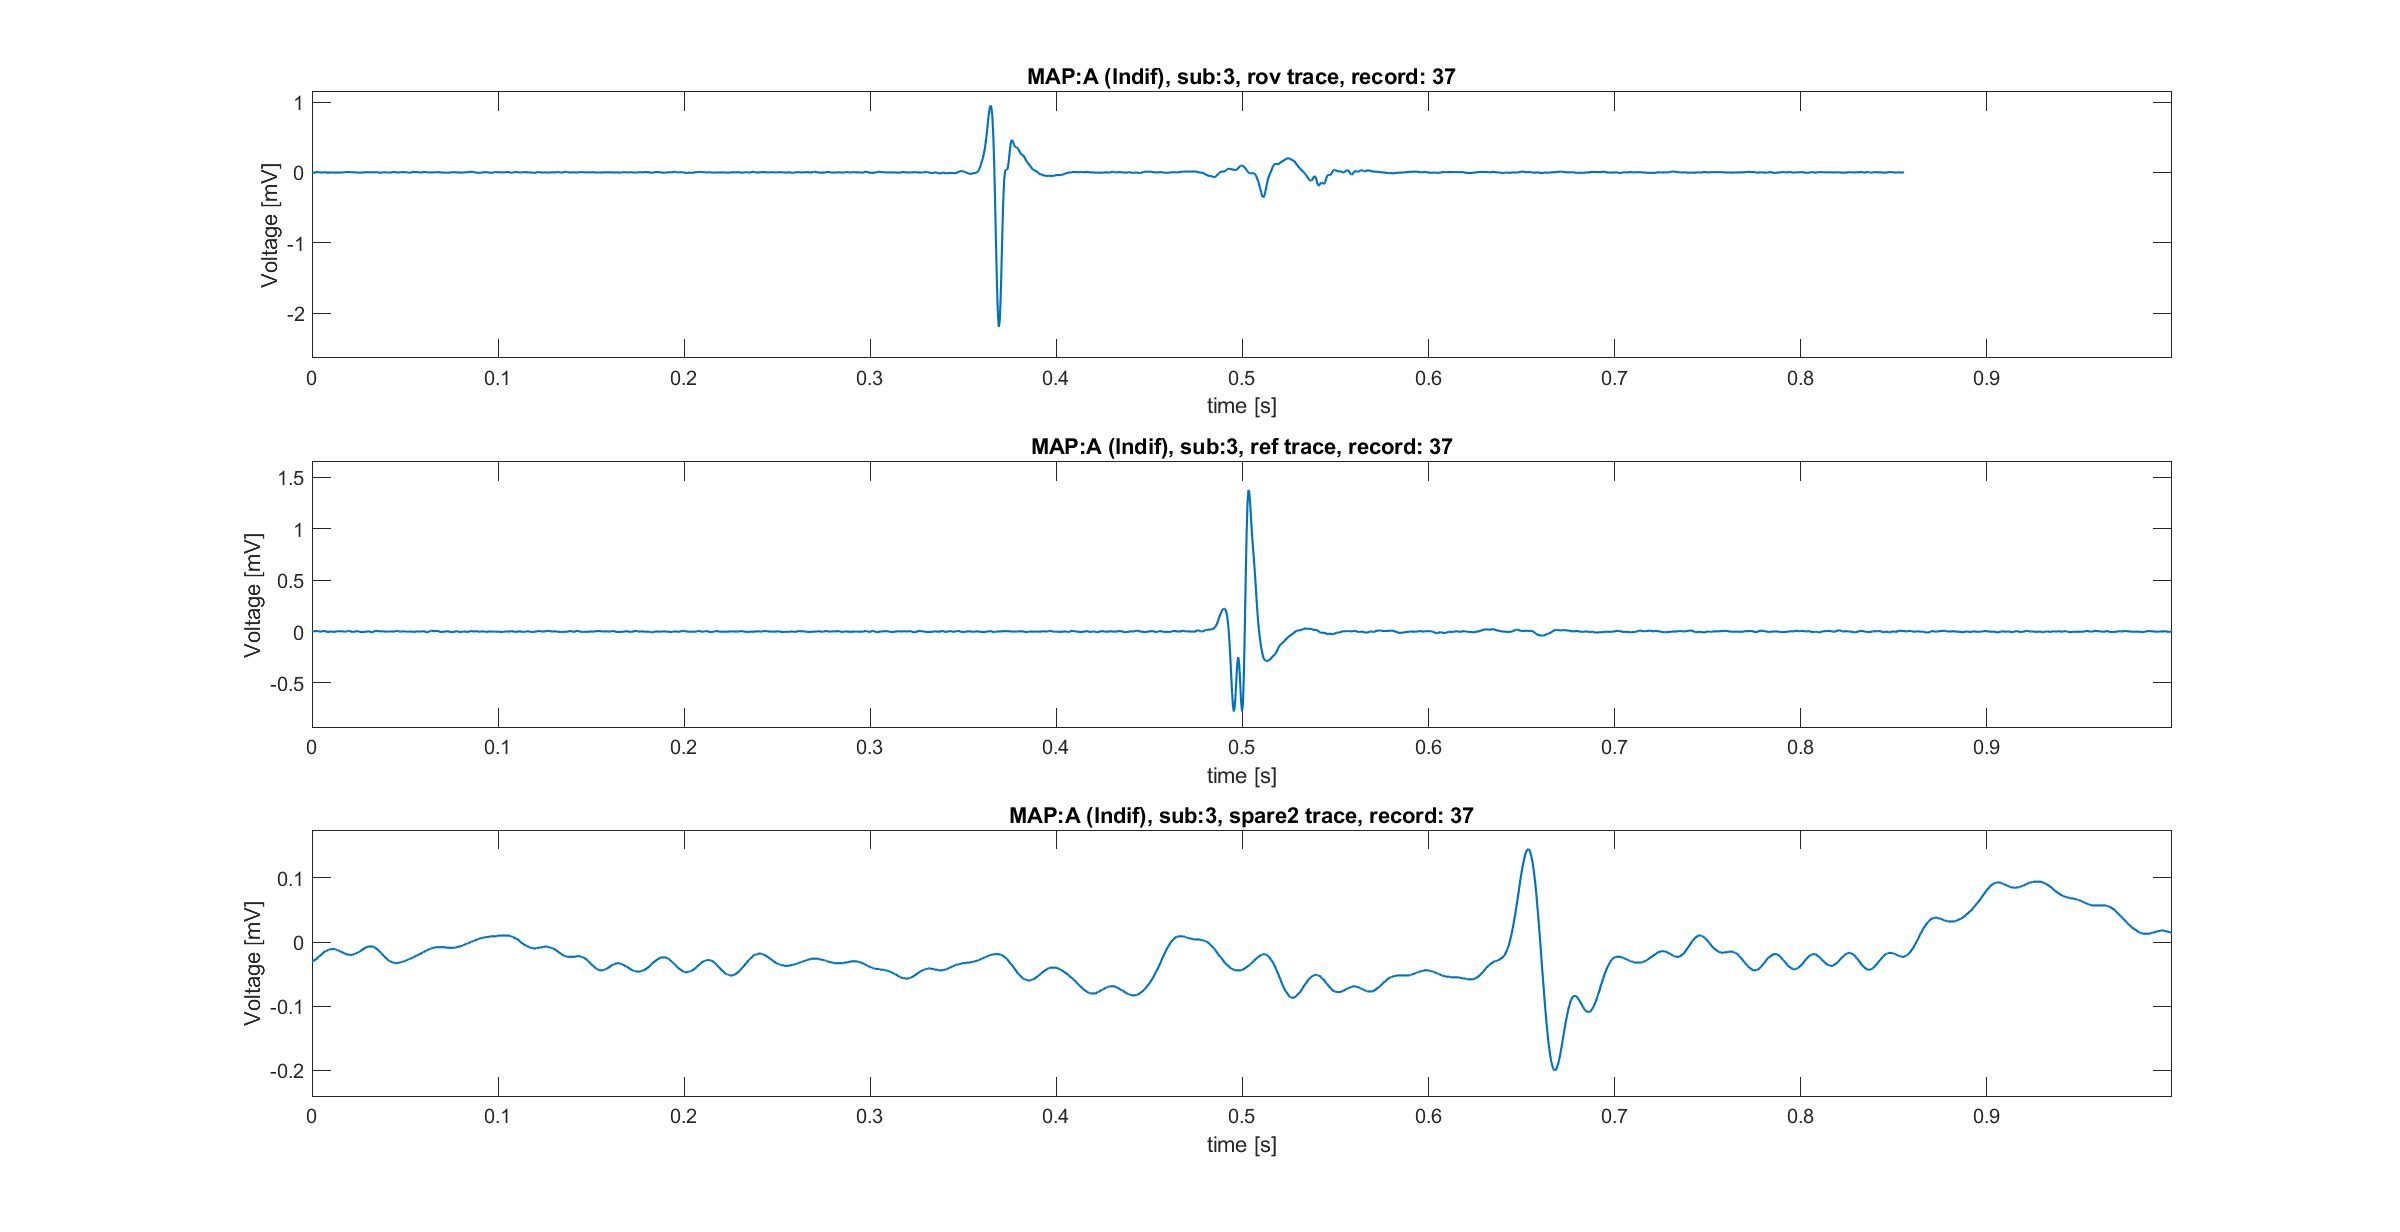 MAP:A (Indif), sub:3, rov trace, record: 37
1
0
-1
-2
Voltage [mV]
0 0.1 0.2 0.3 0.4 0.5 0.6 0.7 0.8 0.9
time [s]
MAP:A (Indif), sub:3, ref trace, record: 37
1.5
1
0.5
0
-0.5
Voltage [mV]
0 0.1 0.2 0.3 0.4 0.5 0.6 0.7 0.8 0.9
time [s]
MAP:A (Indif), sub:3, spare2 trace, record: 37
0.1
0
-0.1
-0.2
Voltage [mV]
0 0.1 0.2 0.3 0.4 0.5 0.6 0.7 0.8 0.9
time [s]